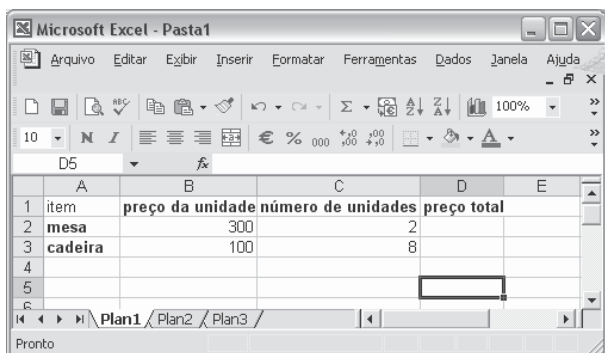 Microsoft Excel - Pasta1
Arquivo Editar Exibir Inserir Formatar Ferramentas Dados Janela Ajuda
ABC Σ A Z Z A 100% »
10 N I € % 000 A »
D5 fx
A B C D E
1 item preço da unidade número de unidades preço total
2 mesa 300 2
3 cadeira 100 8
4
5
6
Plan1 Plan2 Plan3
Pronto